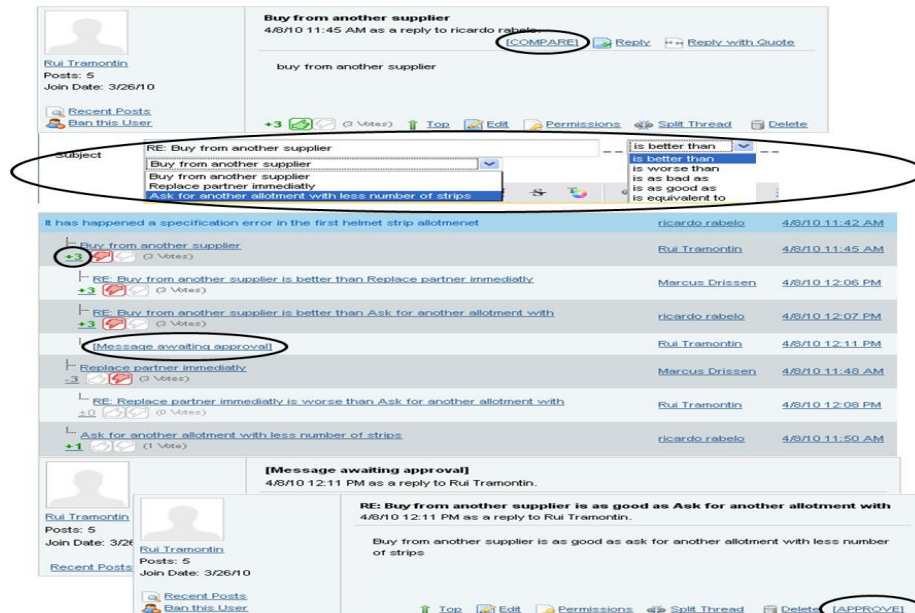 Buy from another supplier
4/8/10 11:45 AM as a reply to ricardo rabelo.
[COMPARE] Reply Reply with Quote
Rui Tramontin
Posts: 5
Join Date: 3/26/10
buy from another supplier
Recent Posts
Ban this User
+3 (3 Votes) Top Edit Permissions Split Thread Delete
Subject
RE: Buy from another supplier
is better than
Buy from another supplier
is better than
Buy from another supplier
is worse than
Replace partner immediatly
is as bad as
Ask for another allotment with less number of strips
is as good as
is equivalent to
It has happened a specification error in the first helmet strip allotmenet ricardo rabelo 4/8/10 11:42 AM
Buy from another supplier Rui Tramontin 4/8/10 11:45 AM
+3 (3 Votes)
RE: Buy from another supplier is better than Replace partner immediatly Marcus Drissen 4/8/10 12:06 PM
+3 (3 Votes)
RE: Buy from another supplier is better than Ask for another allotment with ricardo rabelo 4/8/10 12:07 PM
+3 (3 Votes)
[Message awaiting approval] Rui Tramontin 4/8/10 12:11 PM
Replace partner immediatly Marcus Drissen 4/8/10 11:48 AM
-3 (3 Votes)
RE: Replace partner immediatly is worse than Ask for another allotment with Rui Tramontin 4/8/10 12:08 PM
±0 (0 Votes)
Ask for another allotment with less number of strips ricardo rabelo 4/8/10 11:50 AM
+1 (1 Vote)
[Message awaiting approval]
4/8/10 12:11 PM as a reply to Rui Tramontin.
Rui Tramontin
Posts: 5
Join Date: 3/26
Recent Posts
RE: Buy from another supplier is as good as Ask for another allotment with
4/8/10 12:11 PM as a reply to Rui Tramontin.
Rui Tramontin
Posts: 5
Join Date: 3/26/10
Buy from another supplier is as good as ask for another allotment with less number
of strips
Recent Posts
Ban this User
Top Edit Permissions Split Thread Delete [APPROVE]